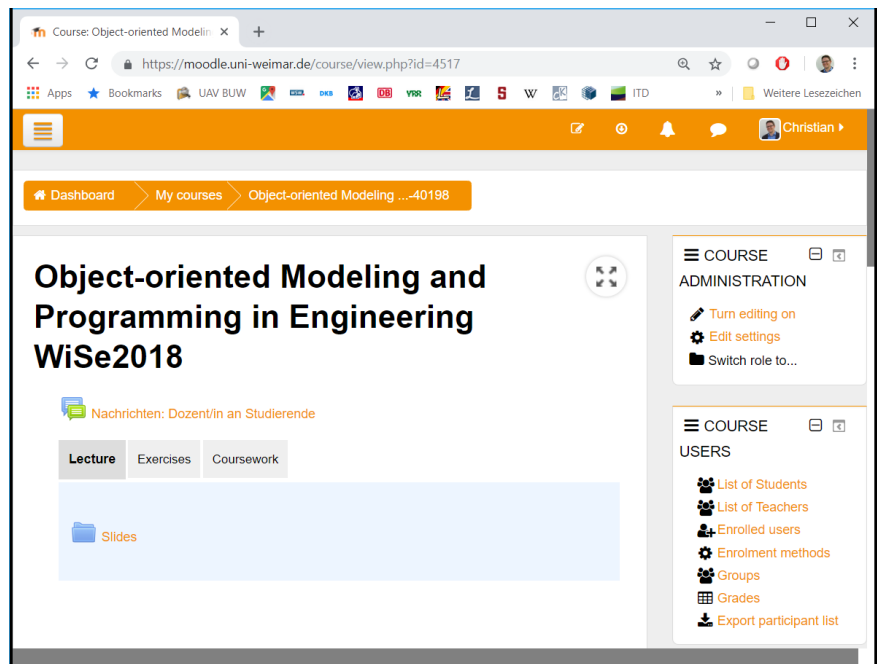 Course: Object-oriented Modelin
https://moodle.uni-weimar.de/course/view.php?id=4517
Apps Bookmarks UAV BUW DKB DB VRR S W ITD » Weitere Lesezeichen
Christian
Dashboard My courses Object-oriented Modeling ...-40198
Object-oriented Modeling and
Programming in Engineering
WiSe2018
Nachrichten: Dozent/in an Studierende
Lecture Exercises Coursework
Slides
COURSE
ADMINISTRATION
Turn editing on
Edit settings
Switch role to...
COURSE
USERS
List of Students
List of Teachers
Enrolled users
Enrolment methods
Groups
Grades
Export participant list